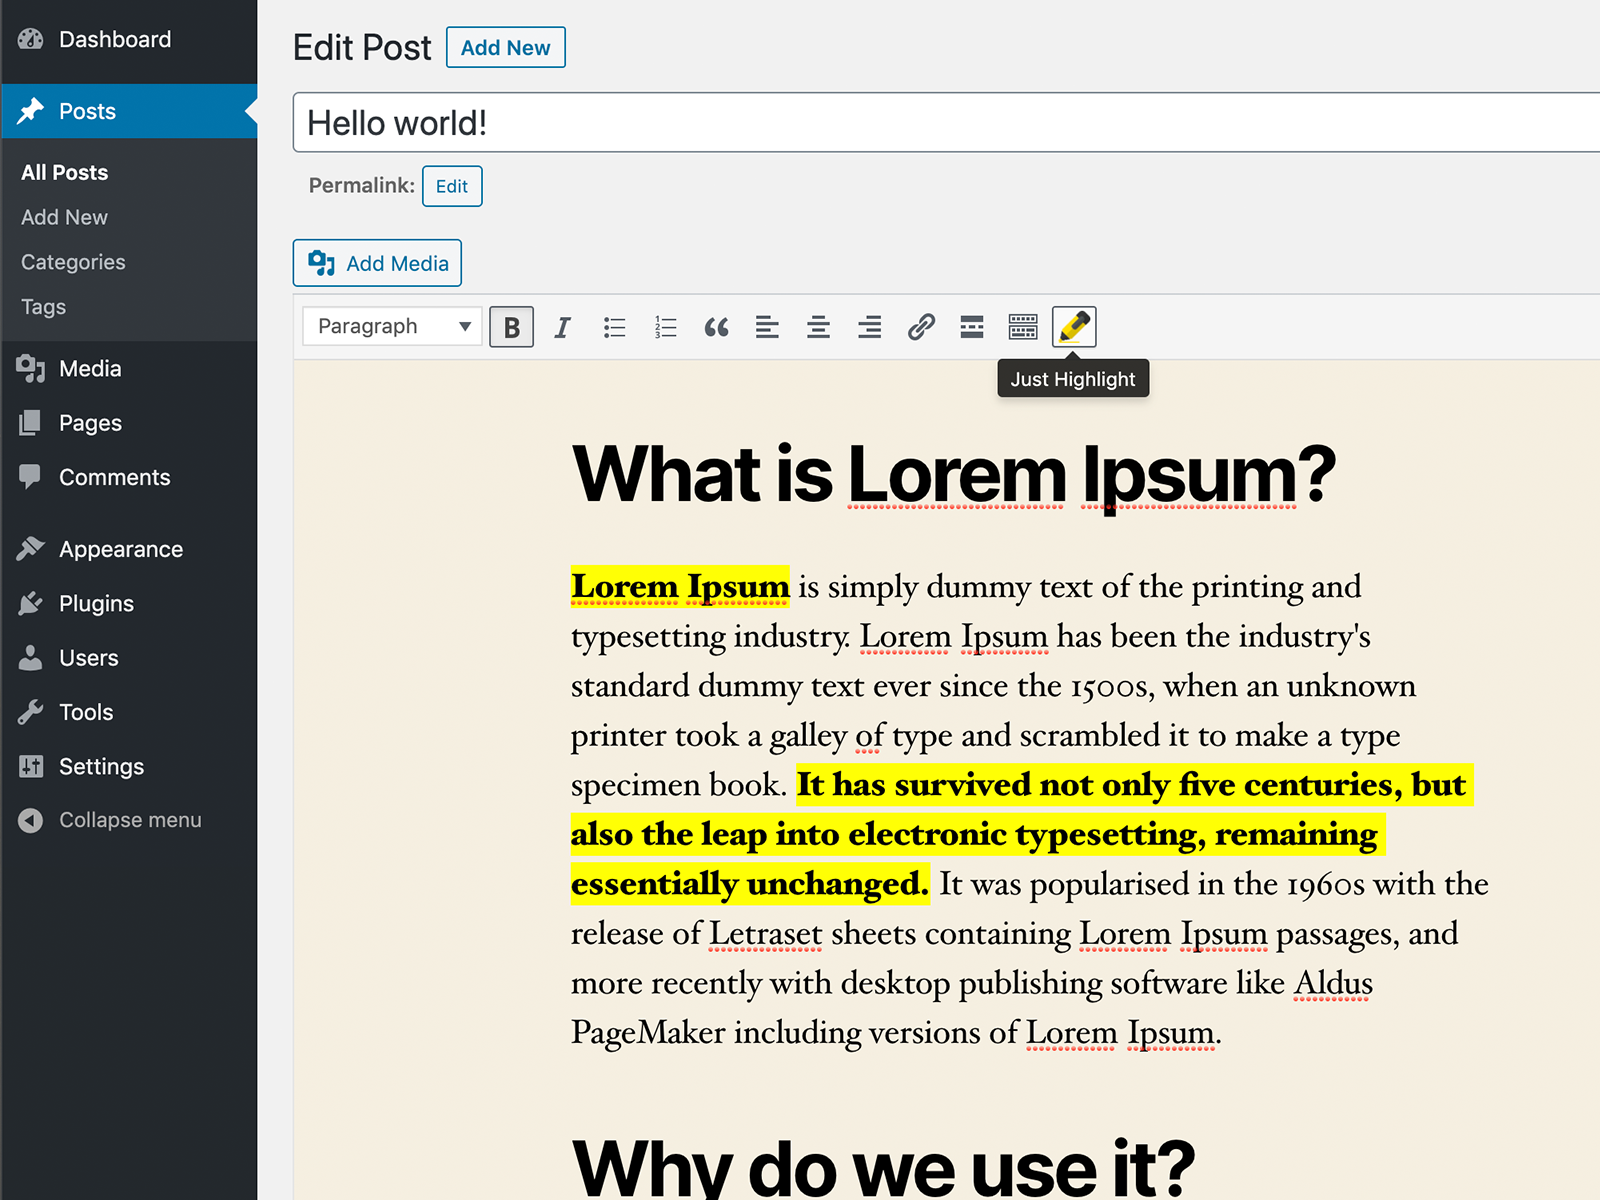 Dashboard
Posts
All Posts
Add New
Categories
Tags
Media
Pages
Comments
Appearance
Plugins
Users
Tools
Settings
Collapse menu
Edit Post Add New
Hello world!
Permalink: Edit
Add Media
Paragraph B I
Just Highlight
What is Lorem Ipsum?
Lorem Ipsum is simply dummy text of the printing and
typesetting industry. Lorem Ipsum has been the industry's
standard dummy text ever since the 1500s, when an unknown
printer took a galley of type and scrambled it to make a type
specimen book. It has survived not only five centuries, but
also the leap into electronic typesetting, remaining
essentially unchanged. It was popularised in the 1960s with the
release of Letraset sheets containing Lorem Ipsum passages, and
more recently with desktop publishing software like Aldus
PageMaker including versions of Lorem Ipsum.
Why do we use it?